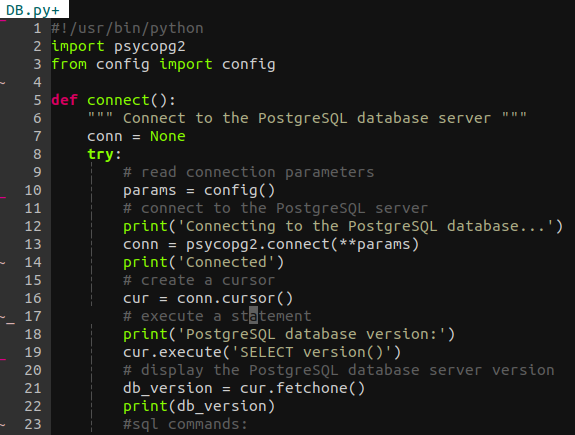 DB.py+
1 #!/usr/bin/python
2 import psycopg2
3 from config import config
~ 4
5 def connect():
6     """ Connect to the PostgreSQL database server """
7     conn = None
8     try:
9         # read connection parameters
_ 10         params = config()
11         # connect to the PostgreSQL server
12         print('Connecting to the PostgreSQL database...')
13         conn = psycopg2.connect(**params)
~ 14         print('Connected')
15         # create a cursor
16         cur = conn.cursor()
~_ 17         # execute a statement
18         print('PostgreSQL database version:')
_ 19         cur.execute('SELECT version()')
20         # display the PostgreSQL database server version
21         db_version = cur.fetchone()
22         print(db_version)
~ 23         #sql commands: